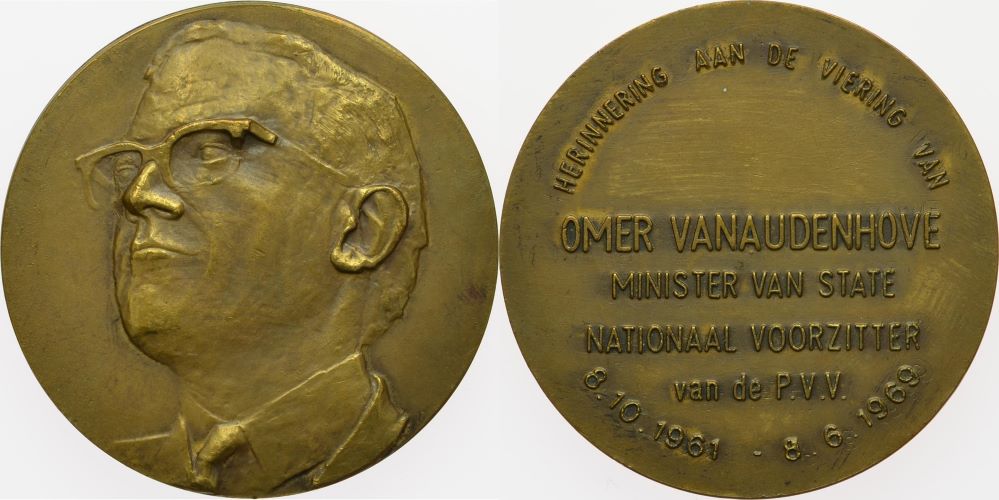 HERINNERING AAN DE VIERING VAN
OMER VANAUDENHOVE
MINISTER VAN STATE
NATIONAAL VOORZITTER
van de P.V.V.
8.10.1961 - 8.6.1969